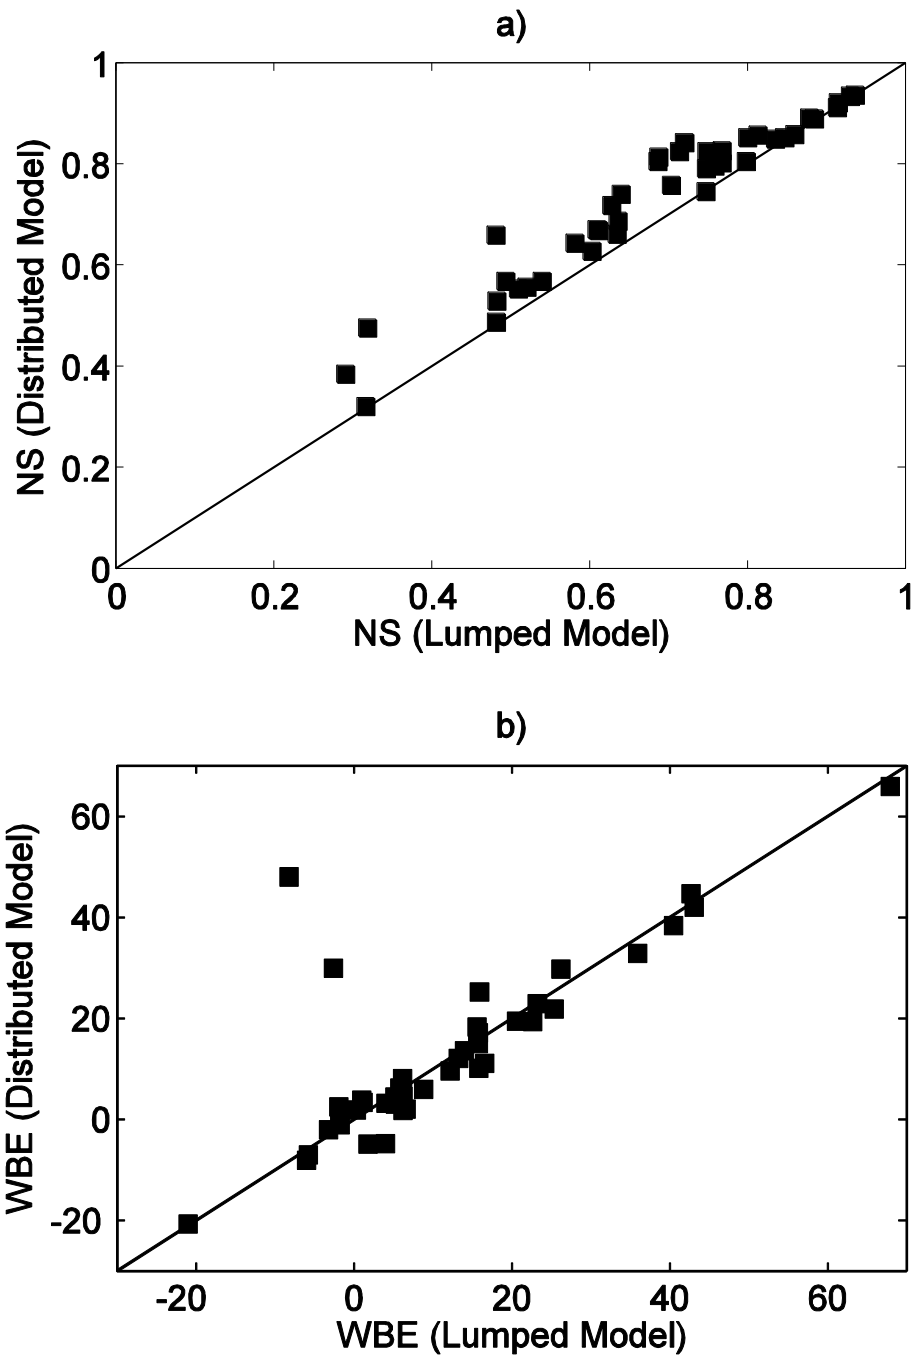 a)
1
0.8
0.6
0.4
0.2
0
NS (Distributed Model)
0 0.2 0.4 0.6 0.8 1
NS (Lumped Model)
b)
60
40
20
0
-20
WBE (Distributed Model)
-20 0 20 40 60
WBE (Lumped Model)